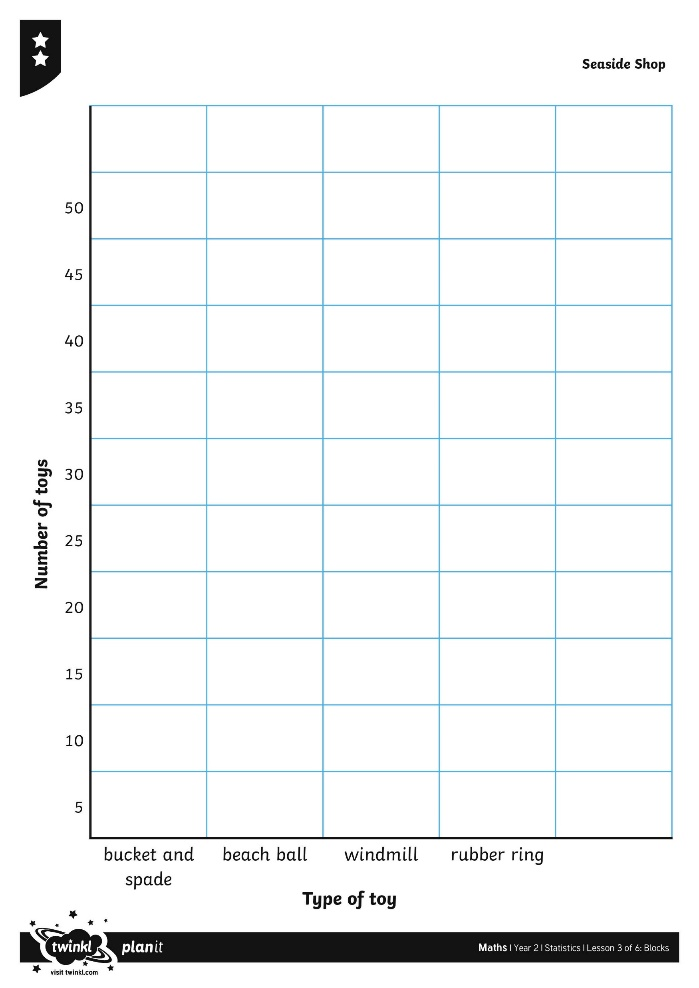 Seaside Shop
50
45
40
35
30
25
20
15
10
5
Number of toys
bucket and
spade
beach ball
windmill
rubber ring
Type of toy
twinkl
planit
visit twinkl.com
Maths | Year 2 | Statistics | Lesson 3 of 6: Blocks